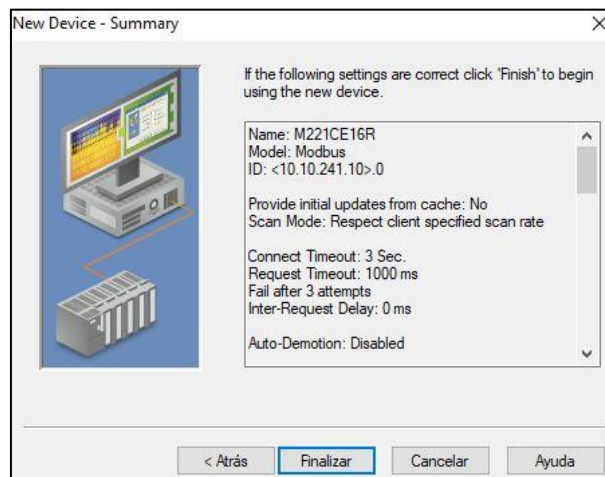 New Device - Summary
If the following settings are correct click 'Finish' to begin
using the new device.
Name: M221CE16R
Model: Modbus
ID: <10.10.241.10>.0
Provide initial updates from cache: No
Scan Mode: Respect client specified scan rate
Connect Timeout: 3 Sec.
Request Timeout: 1000 ms
Fail after 3 attempts
Inter-Request Delay: 0 ms
Auto-Demotion: Disabled
< Atrás Finalizar Cancelar Ayuda